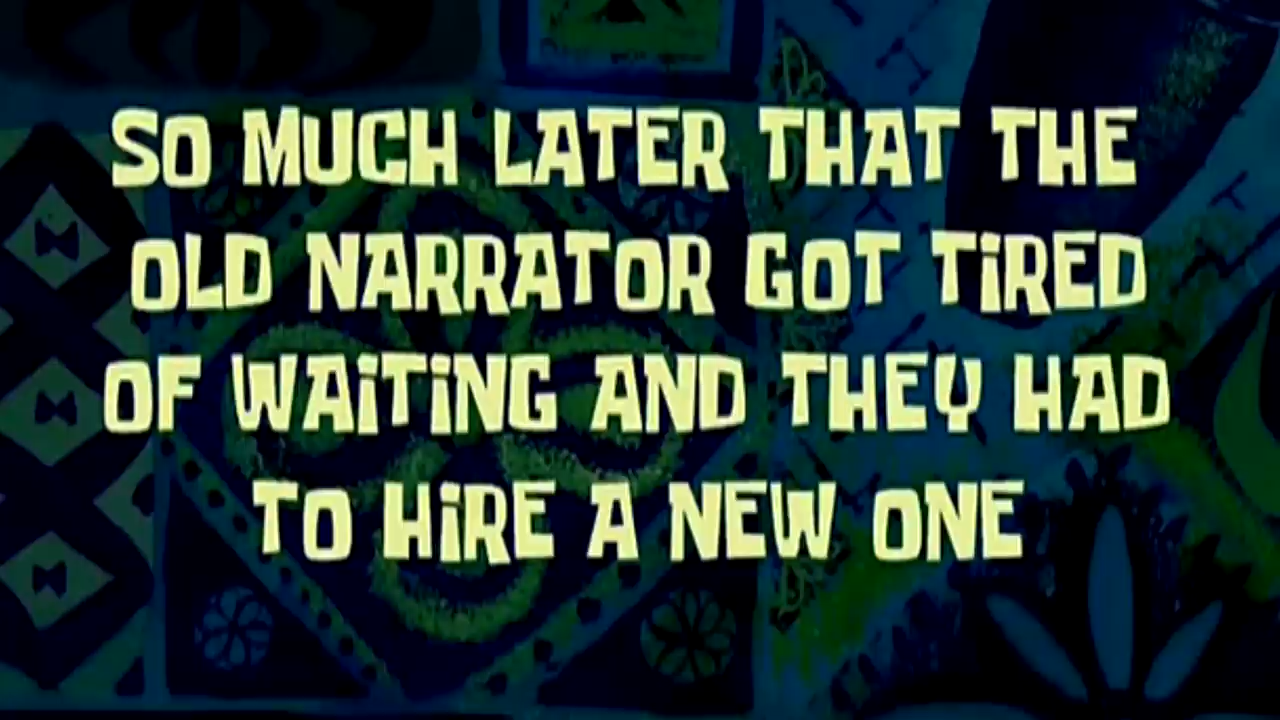 SO MUCH LATER THAT THE
OLD NARRATOR GOT TiRED
OF WAiTiNG AND THEY HAD
TO HiRE A NEW ONE